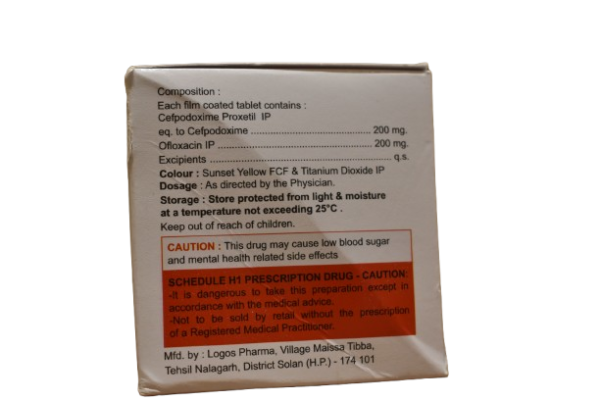 Composition :
Each film coated tablet contains :
Cefpodoxime Proxetil IP
eq. to Cefpodoxime ............................................ 200 mg.
Ofloxacin IP ..................................................... 200 mg.
Excipients ........................................................ q.s.
Colour : Sunset Yellow FCF & Titanium Dioxide IP
Dosage : As directed by the Physician.
Storage : Store protected from light & moisture
at a temperature not exceeding 25°C .
Keep out of reach of children.
CAUTION : This drug may cause low blood sugar
and mental health related side effects
SCHEDULE H1 PRESCRIPTION DRUG - CAUTION:
-It is dangerous to take this preparation except in
accordance with the medical advice.
-Not to be sold by retail without the prescription
of a Registered Medical Practitioner.
Mfd. by : Logos Pharma, Village Maissa Tibba,
Tehsil Nalagarh, District Solan (H.P.) - 174 101